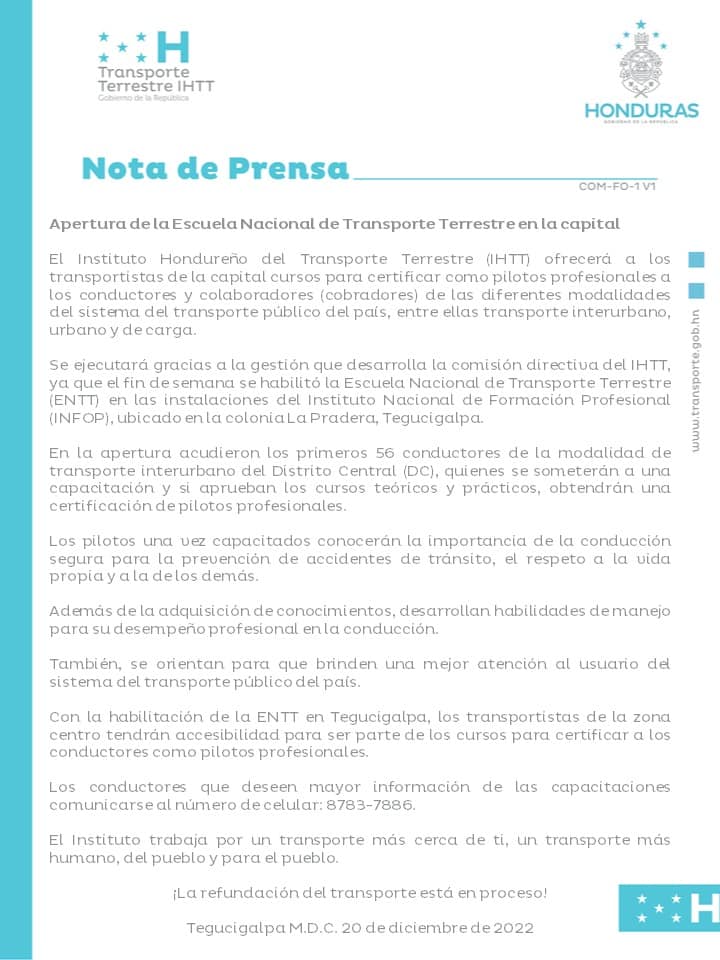 H
Transporte
Terrestre IHTT
Gobierno de la República
HONDURAS
GOBIERNO DE LA REPÚBLICA
Nota de Prensa
COM-FO-1 V1
Apertura de la Escuela Nacional de Transporte Terrestre en la capital
El Instituto Hondureño del Transporte Terrestre (IHTT) ofrecerá a los
transportistas de la capital cursos para certificar como pilotos profesionales a
los conductores y colaboradores (cobradores) de las diferentes modalidades
del sistema del transporte público del país, entre ellas transporte interurbano,
urbano y de carga.
Se ejecutará gracias a la gestión que desarrolla la comisión directiva del IHTT,
ya que el fin de semana se habilitó la Escuela Nacional de Transporte Terrestre
(ENTT) en las instalaciones del Instituto Nacional de Formación Profesional
(INFOP), ubicado en la colonia La Pradera, Tegucigalpa.
En la apertura acudieron los primeros 56 conductores de la modalidad de
transporte interurbano del Distrito Central (DC), quienes se someterán a una
capacitación y si aprueban los cursos teóricos y prácticos, obtendrán una
certificación de pilotos profesionales.
Los pilotos una vez capacitados conocerán la importancia de la conducción
segura para la prevención de accidentes de tránsito, el respeto a la vida
propia y a la de los demás.
Además de la adquisición de conocimientos, desarrollan habilidades de manejo
para su desempeño profesional en la conducción.
También, se orientan para que brinden una mejor atención al usuario del
sistema del transporte público del país.
Con la habilitación de la ENTT en Tegucigalpa, los transportistas de la zona
centro tendrán accesibilidad para ser parte de los cursos para certificar a los
conductores como pilotos profesionales.
Los conductores que deseen mayor información de las capacitaciones
comunicarse al número de celular: 8783-7886.
El Instituto trabaja por un transporte más cerca de ti, un transporte más
humano, del pueblo y para el pueblo.
¡La refundación del transporte está en proceso!
Tegucigalpa M.D.C. 20 de diciembre de 2022
www.transporte.gob.hn
H